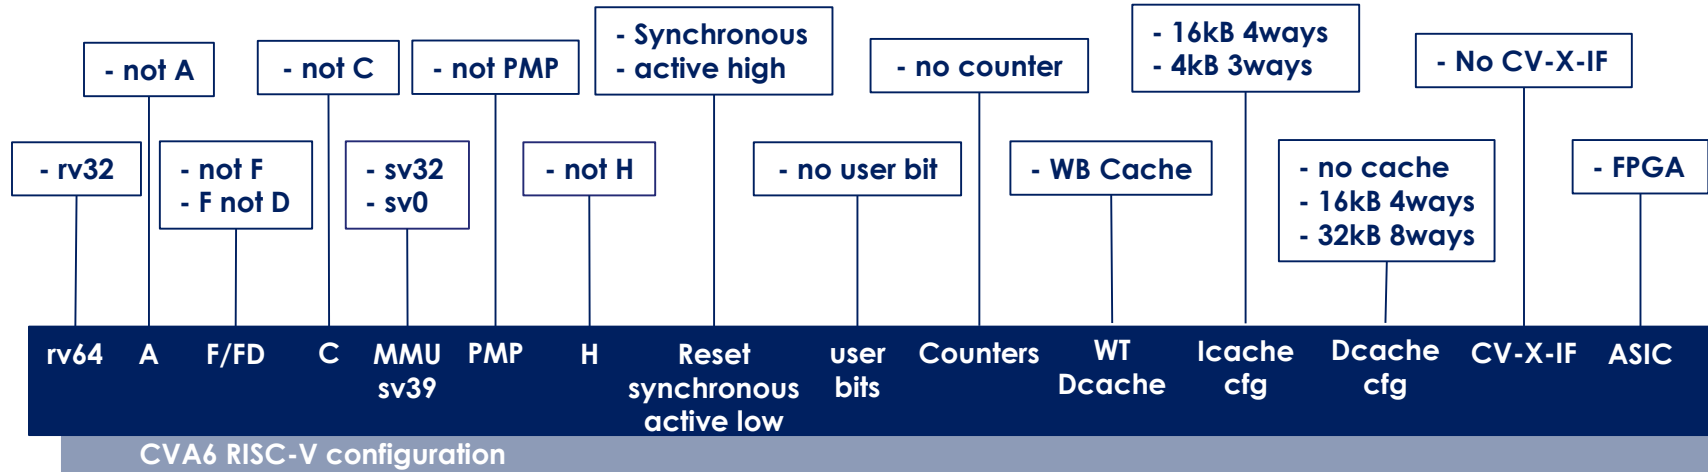 - not A
- not C
- not PMP
- Synchronous
- active high
- no counter
- 16kB 4ways
- 4kB 3ways
- No CV-X-IF
- rv32
- not F
- F not D
- sv32
- sv0
- not H
- no user bit
- WB Cache
- no cache
- 16kB 4ways
- 32kB 8ways
- FPGA
rv64
A
F/FD
C
MMU
sv39
PMP
H
Reset
synchronous
active low
user
bits
Counters
WT
Dcache
Icache
cfg
Dcache
cfg
CV-X-IF
ASIC
CVA6 RISC-V configuration